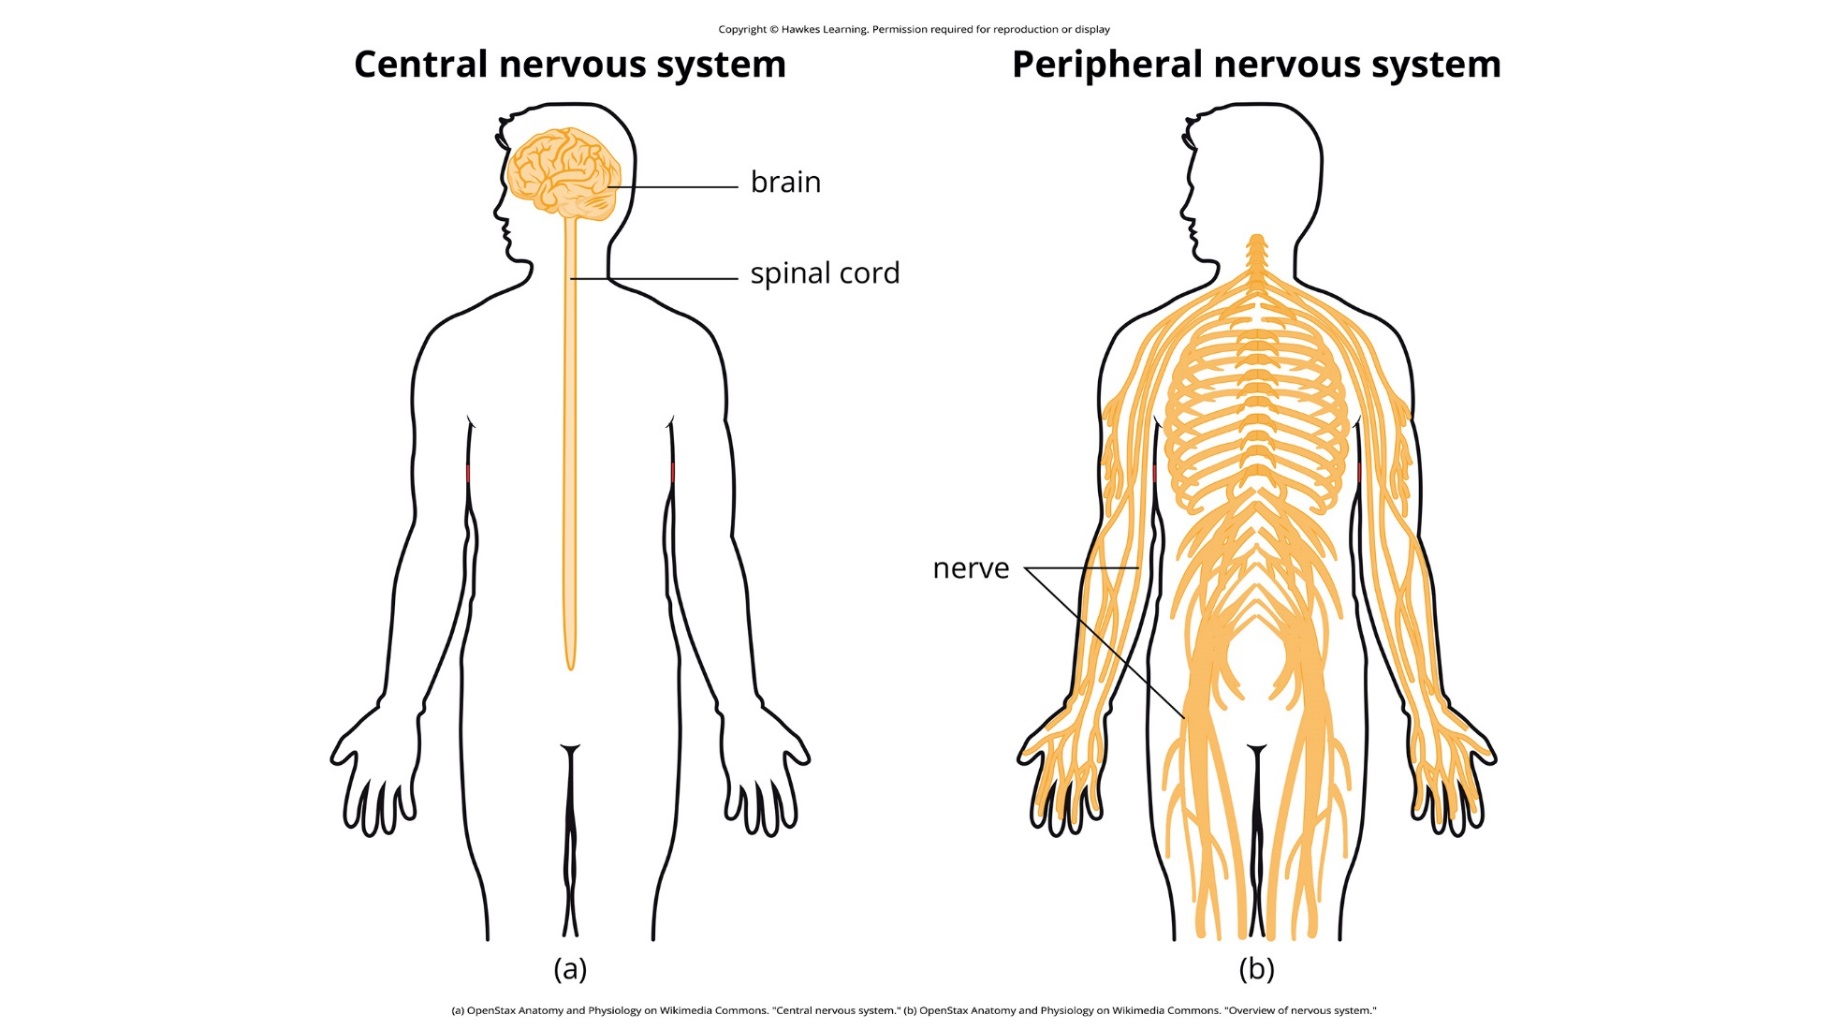 Copyright © Hawkes Learning. Permission required for reproduction or display
Central nervous system
Peripheral nervous system
brain
spinal cord
nerve
(a)
(b)
(a) OpenStax Anatomy and Physiology on Wikimedia Commons. "Central nervous system." (b) OpenStax Anatomy and Physiology on Wikimedia Commons. "Overview of nervous system."